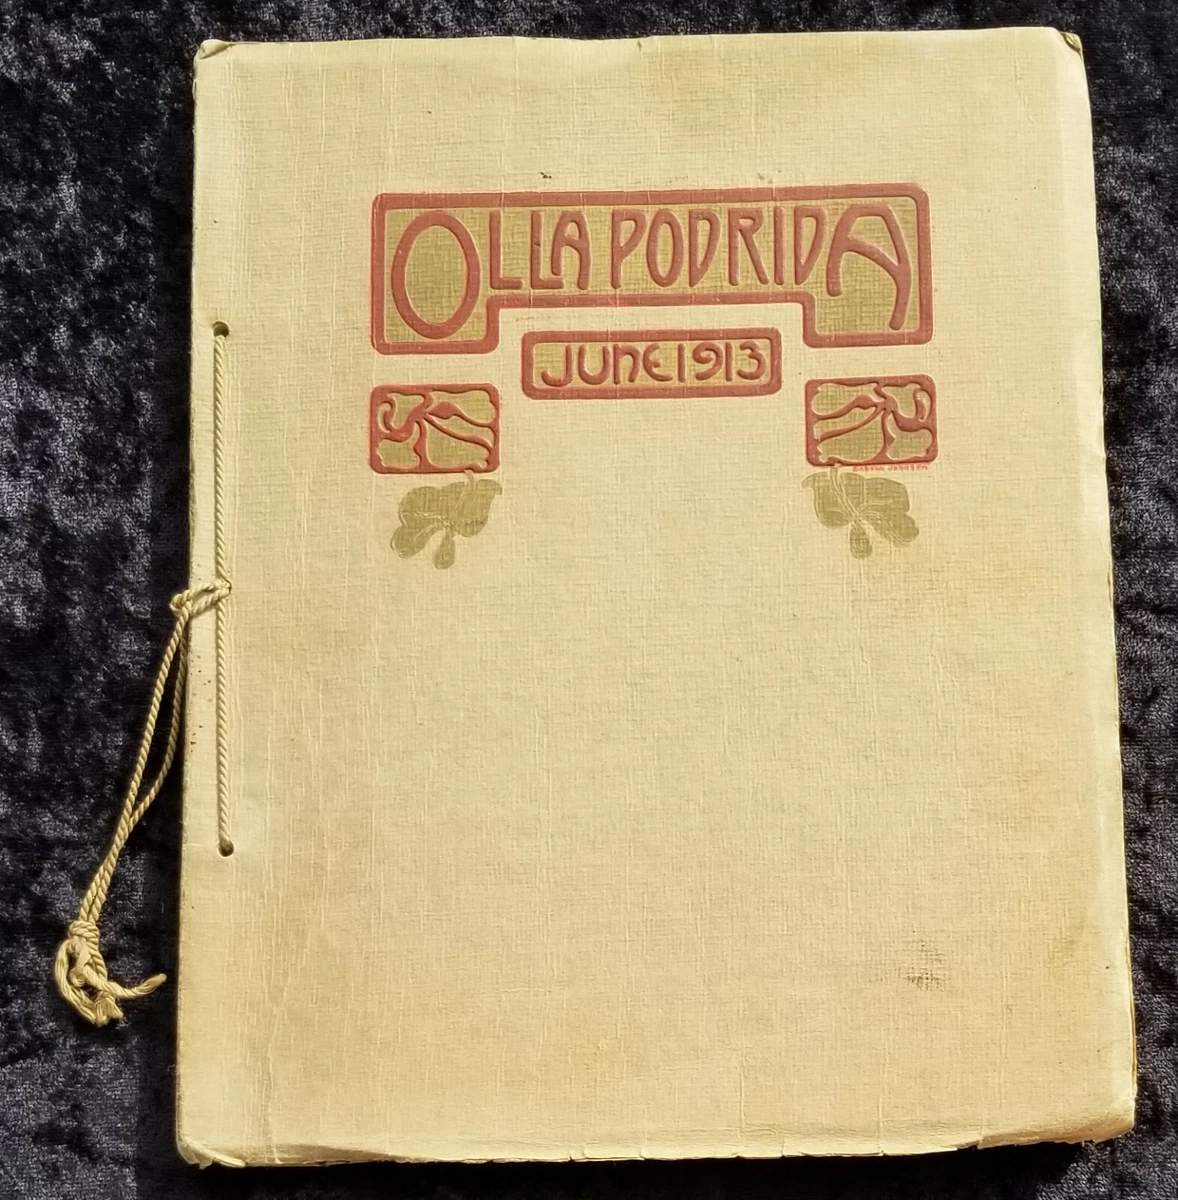 OLLA PODRIDA
JUNE 1913